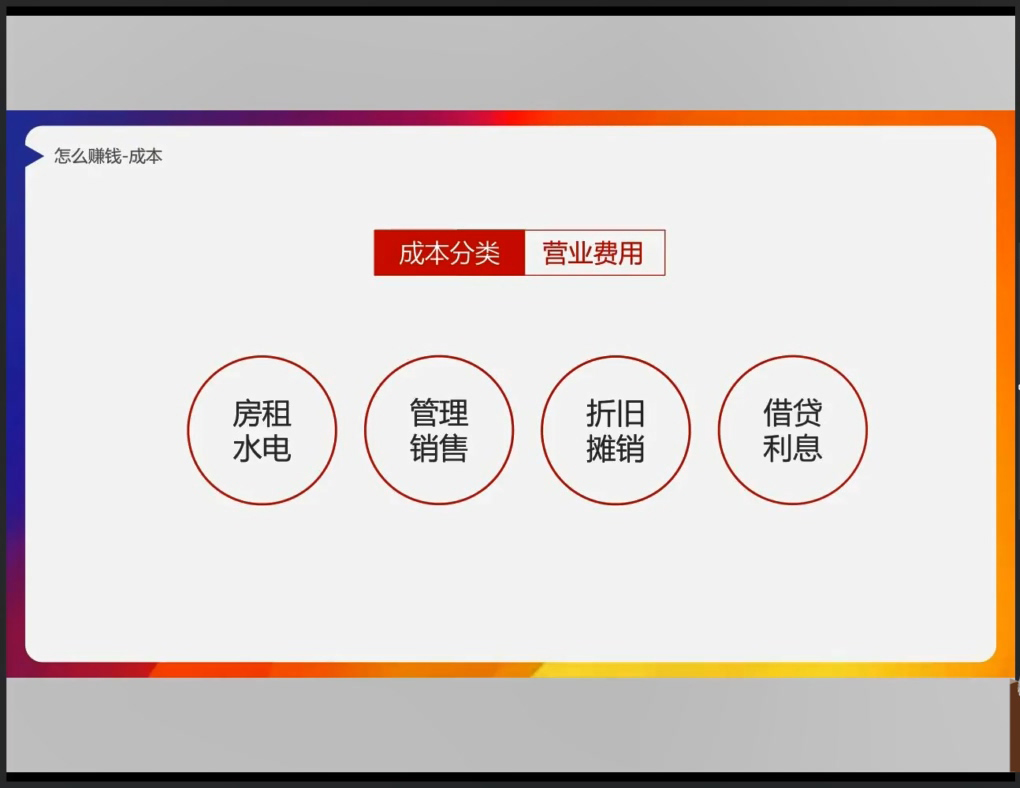 怎么赚钱-成本
成本分类 营业费用
房租
水电
管理
销售
折旧
摊销
借贷
利息